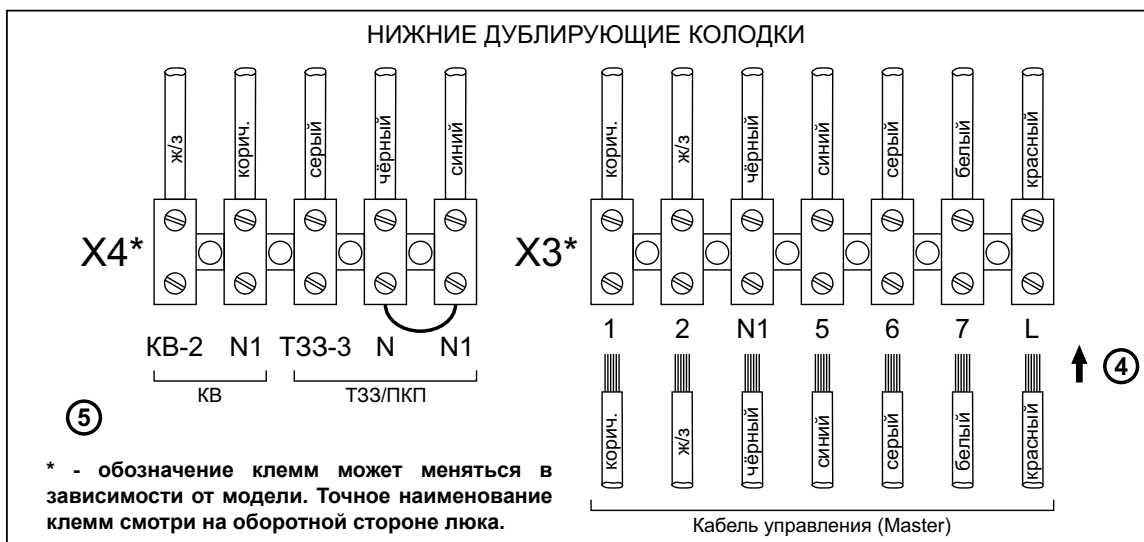 НИЖНИЕ ДУБЛИРУЮЩИЕ КОЛОДКИ
ж/з
корич.
серый
чёрный
синий
корич.
ж/з
чёрный
синий
серый
белый
красный
X4*
X3*
КВ-2 N1 ТЗЗ-3 N N1
1 2 N1 5 6 7 L
КВ
ТЗЗ/ПКП
4
5
корич.
ж/з
чёрный
синий
серый
белый
красный
* - обозначение клемм может меняться в
зависимости от модели. Точное наименование
клемм смотри на оборотной стороне люка.
Кабель управления (Master)